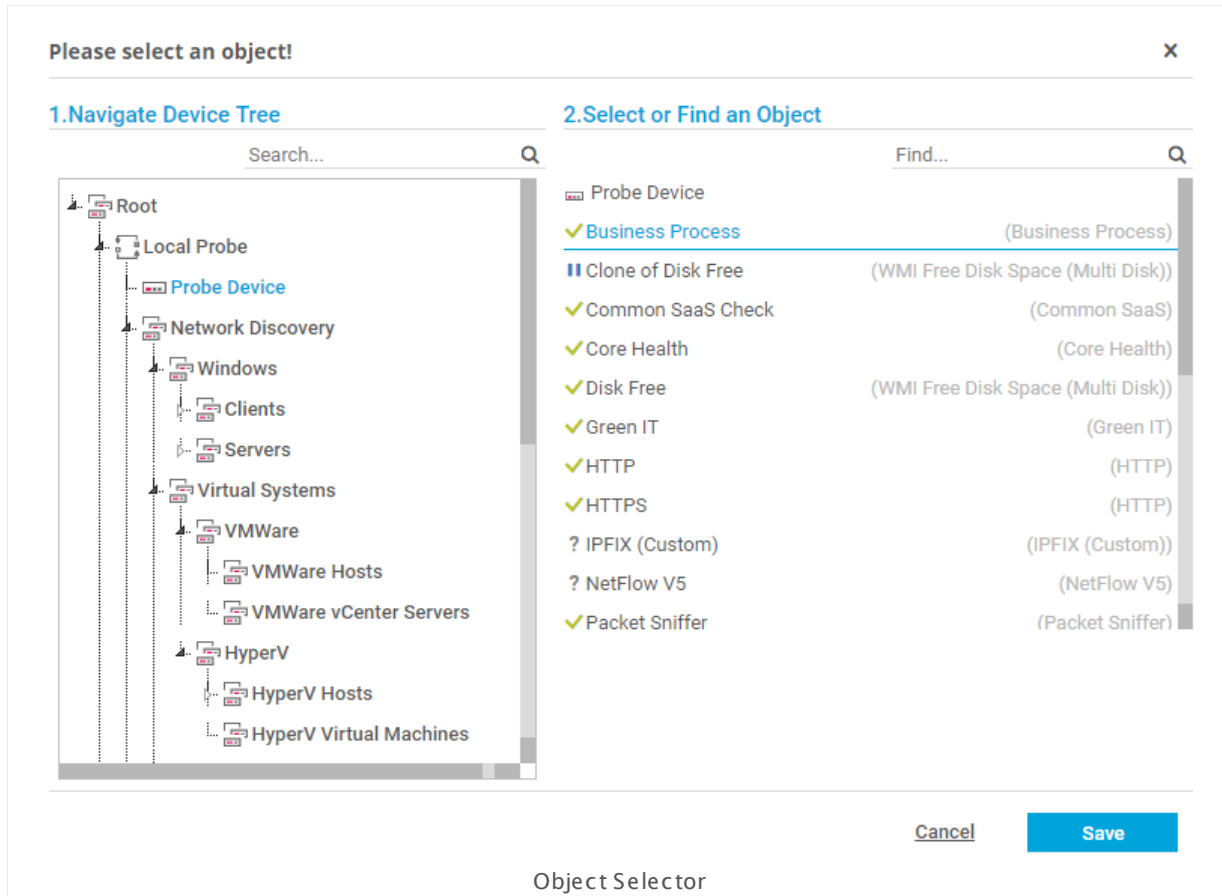 Please select an object!
1.Navigate Device Tree
Search...
Root
Local Probe
Probe Device
Network Discovery
Windows
Clients
Servers
Virtual Systems
VMWare
VMWare Hosts
VMWare vCenter Servers
HyperV
HyperV Hosts
HyperV Virtual Machines
2.Select or Find an Object
Find...
Probe Device
Business Process (Business Process)
Clone of Disk Free (WMI Free Disk Space (Multi Disk))
Common SaaS Check (Common SaaS)
Core Health (Core Health)
Disk Free (WMI Free Disk Space (Multi Disk))
Green IT (Green IT)
HTTP (HTTP)
HTTPS (HTTP)
? IPFIX (Custom) (IPFIX (Custom))
? NetFlow V5 (NetFlow V5)
Packet Sniffer (Packet Sniffer)
Cancel
Save
Object Selector